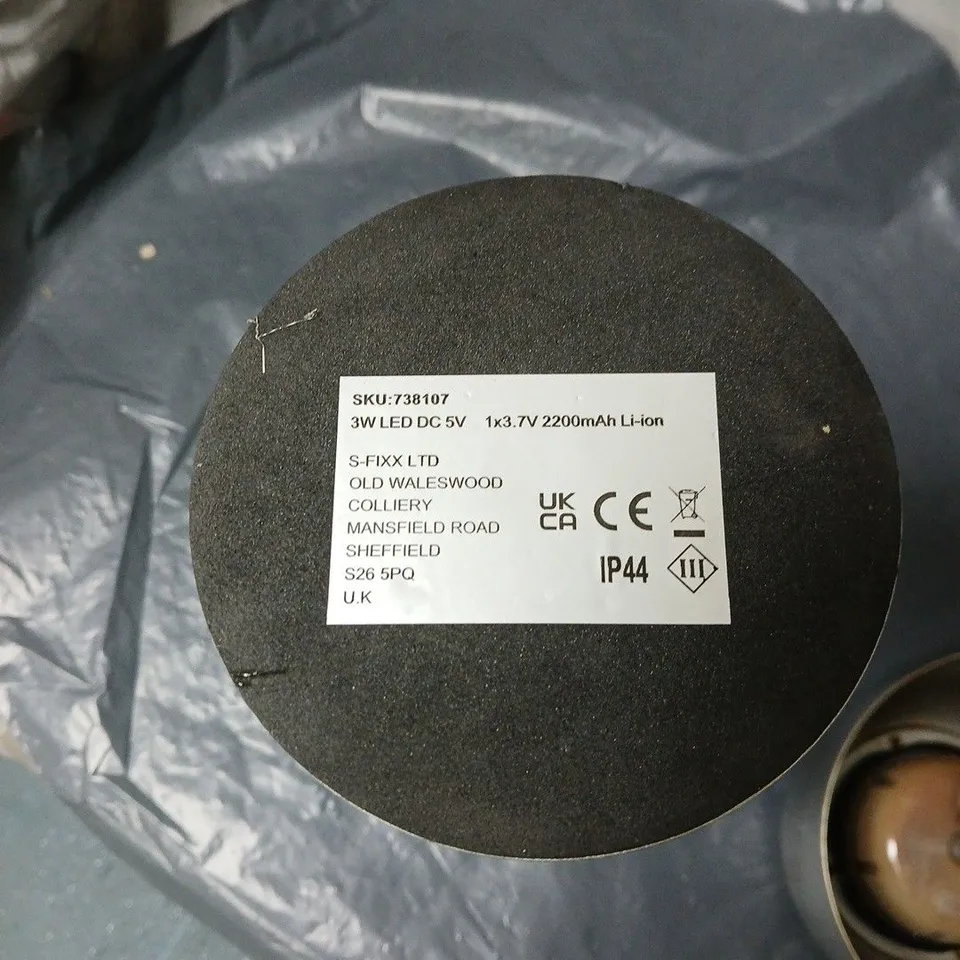 SKU:738107
3W LED DC 5V 1x3.7V 2200mAh Li-ion
S-FIXX LTD
OLD WALESWOOD
COLLIERY
MANSFIELD ROAD
SHEFFIELD
S26 5PQ
U.K
UK
CA CE
IP44 III